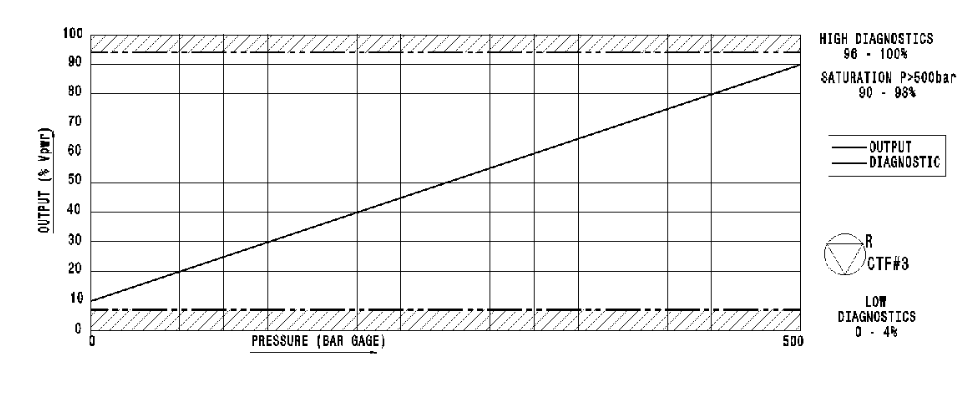 100
90
80
70
60
50
40
30
20
10
0
OUTPUT (% Vpwr)
0
PRESSURE (BAR GAGE)
500
HIGH DIAGNOSTICS
96 - 100%
SATURATION P>500bar
90 - 93%
OUTPUT
DIAGNOSTIC
R
CTF#3
LOW
DIAGNOSTICS
0 - 4%